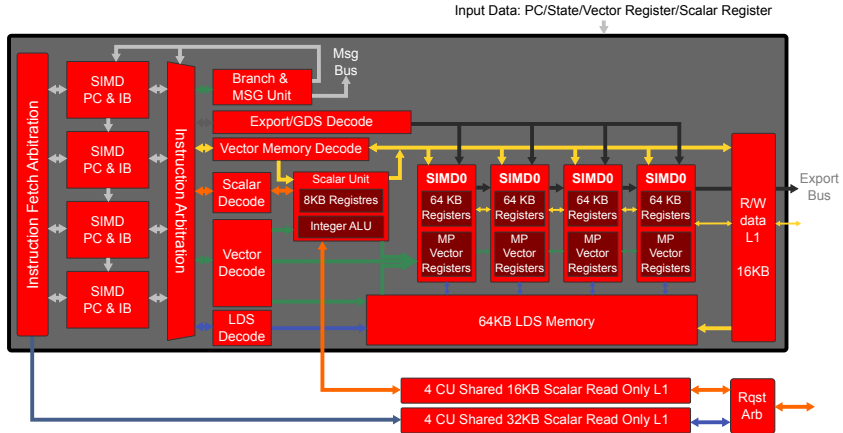 Input Data: PC/State/Vector Register/Scalar Register
Instruction Fetch Arbitration
SIMD
PC & IB
SIMD
PC & IB
SIMD
PC & IB
SIMD
PC & IB
Instruction Arbitration
Branch &
MSG Unit
Msg
Bus
Export/GDS Decode
Vector Memory Decode
Scalar
Decode
Scalar Unit
8KB Registres
Integer ALU
Vector
Decode
LDS
Decode
SIMD0
64 KB
Registers
MP
Vector
Registers
SIMD0
64 KB
Registers
MP
Vector
Registers
SIMD0
64 KB
Registers
MP
Vector
Registers
SIMD0
64 KB
Registers
MP
Vector
Registers
64KB LDS Memory
R/W
data
L1
16KB
Export
Bus
4 CU Shared 16KB Scalar Read Only L1
4 CU Shared 32KB Scalar Read Only L1
Rqst
Arb